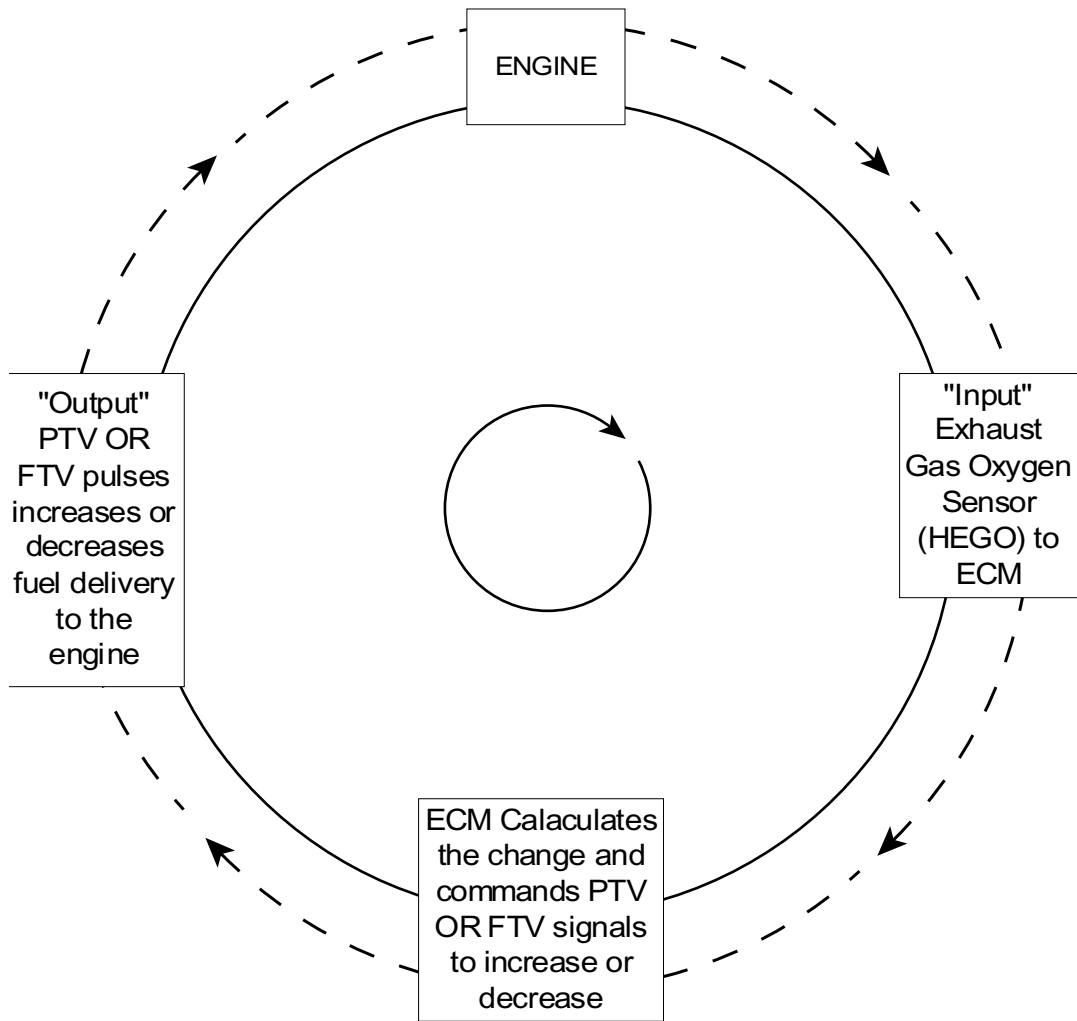 ENGINE
"Output"
PTV OR
FTV pulses
increases or
decreases
fuel delivery
to the
engine
"Input"
Exhaust
Gas Oxygen
Sensor
(HEGO) to
ECM
ECM Calaculates
the change and
commands PTV
OR FTV signals
to increase or
decrease